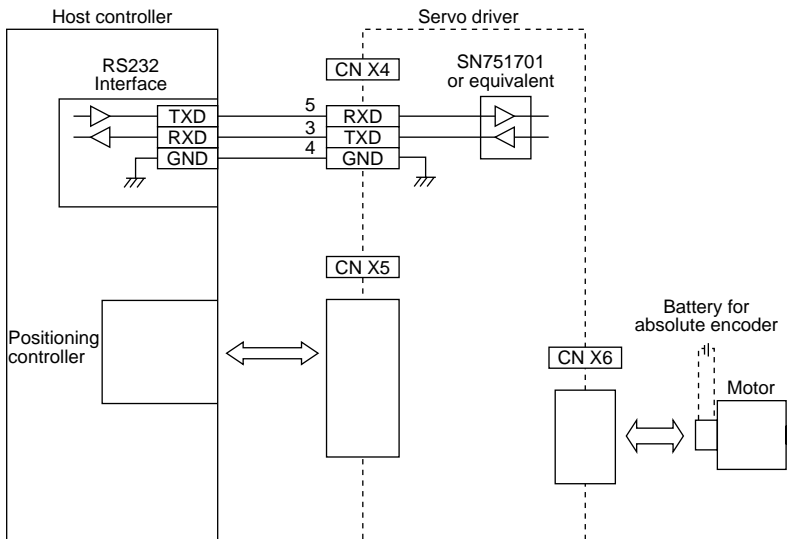 Host controller
Servo driver
RS232
Interface
CN X4
SN751701
or equivalent
TXD
5
RXD
RXD
3
TXD
GND
4
GND
CN X5
Positioning
controller
Battery for
absolute encoder
CN X6
Motor